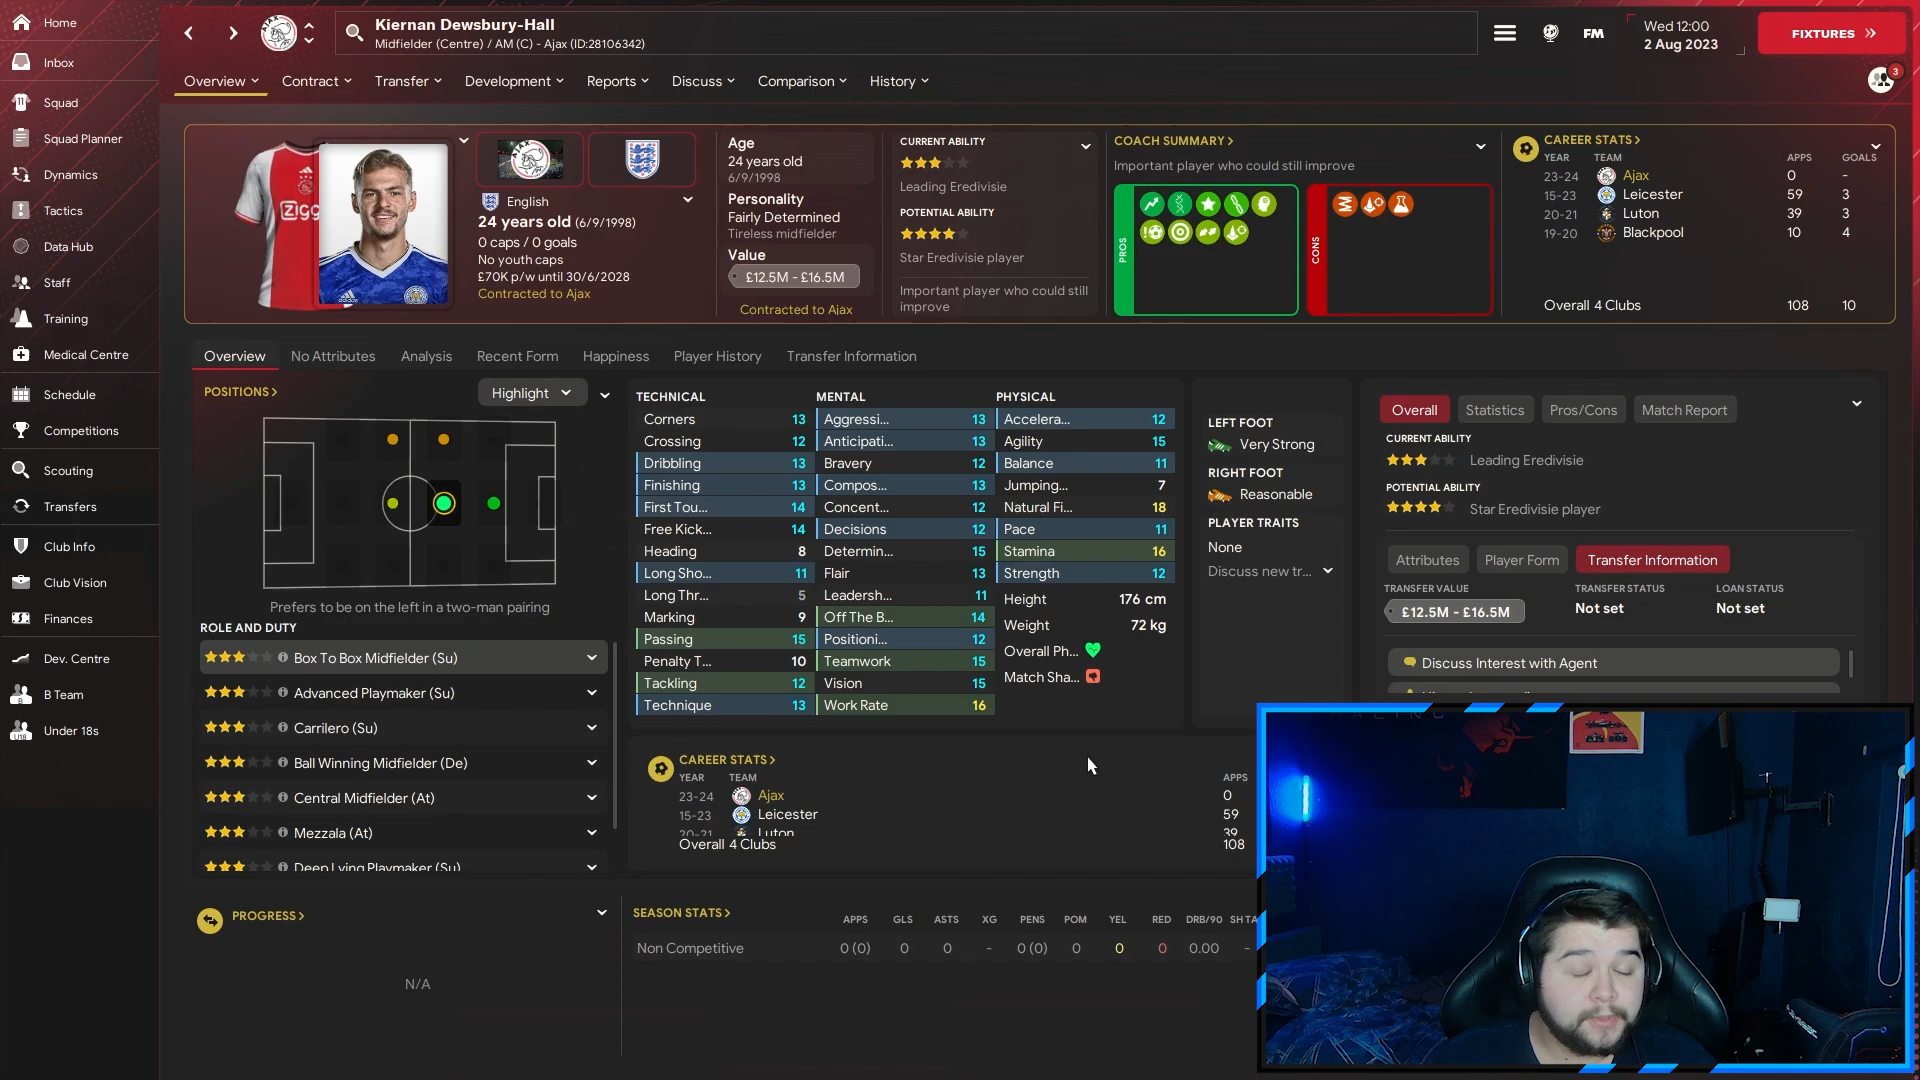 Home
Inbox
Squad
Squad Planner
Dynamics
Tactics
Data Hub
Staff
Training
Medical Centre
Schedule
Competitions
Scouting
Transfers
Club Info
Club Vision
Finances
Dev. Centre
B Team
Under 18s
Kiernan Dewsbury-Hall
Midfielder (Centre) / AM (C) - Ajax (ID:28106342)
FM
Wed 12:00
2 Aug 2023
FIXTURES
3
Overview Contract Transfer Development Reports Discuss Comparison History
English
24 years old (6/9/1998)
0 caps / 0 goals
No youth caps
£70K p/w until 30/6/2028
Contracted to Ajax
Age
24 years old
6/9/1998
Personality
Fairly Determined
Tireless midfielder
Value
£12.5M - £16.5M
Contracted to Ajax
CURRENT ABILITY
Leading Eredivisie
POTENTIAL ABILITY
Star Eredivisie player
Important player who could still
improve
COACH SUMMARY
Important player who could still improve
PROS
CONS
CAREER STATS
YEAR TEAM APPS GOALS
23-24 Ajax 0 -
15-23 Leicester 59 3
20-21 Luton 39 3
19-20 Blackpool 10 4
Overall 4 Clubs 108 10
Overview No Attributes Analysis Recent Form Happiness Player History Transfer Information
POSITIONS
Highlight
Prefers to be on the left in a two-man pairing
ROLE AND DUTY
Box To Box Midfielder (Su)
Advanced Playmaker (Su)
Carrilero (Su)
Ball Winning Midfielder (De)
Central Midfielder (At)
Mezzala (At)
Deep Lying Playmaker (Su)
TECHNICAL
Corners 13
Crossing 12
Dribbling 13
Finishing 13
First Tou... 14
Free Kick... 14
Heading 8
Long Sho... 11
Long Thr... 5
Marking 9
Passing 15
Penalty T... 10
Tackling 12
Technique 13
MENTAL
Aggressi... 13
Anticipati... 13
Bravery 12
Compos... 13
Concent... 12
Decisions 12
Determin... 15
Flair 13
Leadersh... 11
Off The B... 14
Positioni... 12
Teamwork 15
Vision 15
Work Rate 16
PHYSICAL
Accelera... 12
Agility 15
Balance 11
Jumping... 7
Natural Fi... 18
Pace 11
Stamina 16
Strength 12
Height 176 cm
Weight 72 kg
Overall Ph...
Match Sha...
LEFT FOOT
Very Strong
RIGHT FOOT
Reasonable
PLAYER TRAITS
None
Discuss new tr...
Overall Statistics Pros/Cons Match Report
CURRENT ABILITY
Leading Eredivisie
POTENTIAL ABILITY
Star Eredivisie player
Attributes Player Form Transfer Information
TRANSFER VALUE TRANSFER STATUS LOAN STATUS
£12.5M - £16.5M Not set Not set
Discuss Interest with Agent
CAREER STATS
YEAR TEAM APPS
23-24 Ajax 0
15-23 Leicester 59
20-21 Luton 39
Overall 4 Clubs 108
PROGRESS
N/A
SEASON STATS
APPS GLS ASTS XG PENS POM YEL RED DRB/90 SH TA
Non Competitive 0 (0) 0 0 - 0 (0) 0 0 0 0.00 -